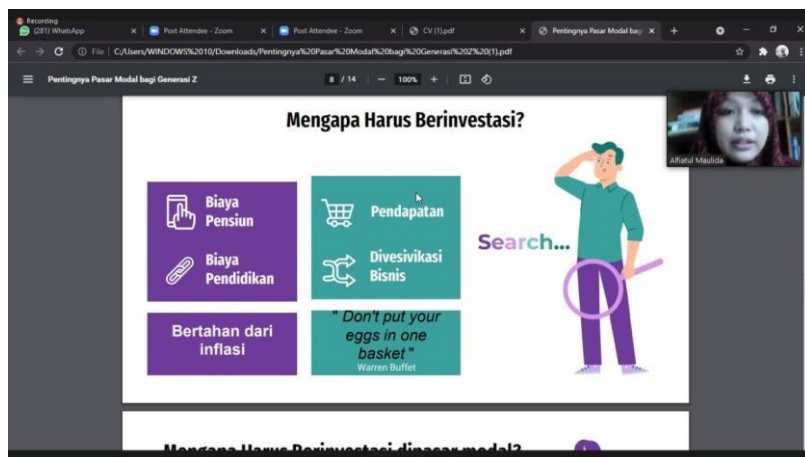 Recording
(281) WhatsApp
Post Attendee - Zoom
Post Attendee - Zoom
CV (1).pdf
Pentingnya Pasar Modal bag
File | C:/Users/WINDOWS%2010/Downloads/Pentingnya%20Pasar%20Modal%20bagi%20Generasi%20Z%20(1).pdf
Pentingnya Pasar Modal bagi Generasi Z
8 / 14
100%
Mengapa Harus Berinvestasi?
Alfiatul Maulida
Biaya
Pensiun
Biaya
Pendidikan
Pendapatan
Divesivikasi
Bisnis
Search...
Bertahan dari
inflasi
" Don't put your
eggs in one
basket "
Warren Buffet
Mengapa Harus Berinvestasi dipasar modal?